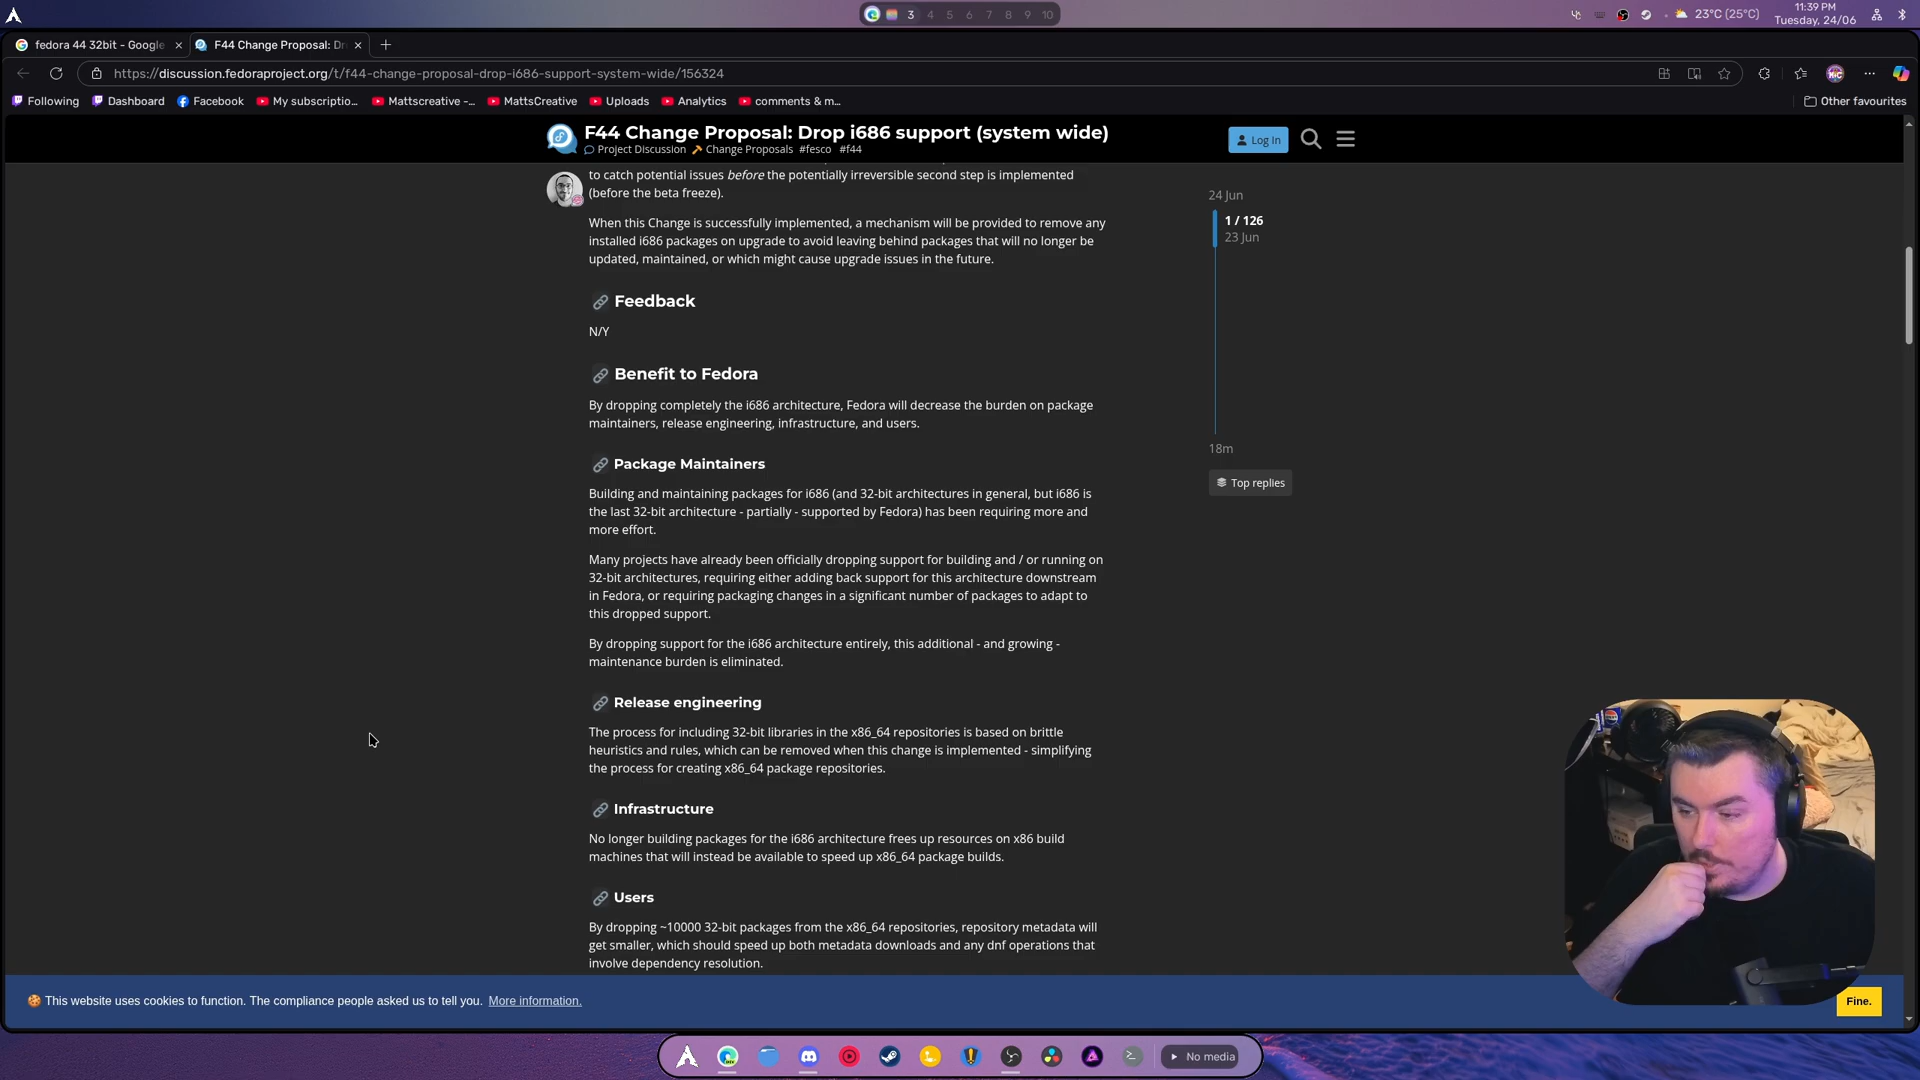 3 4 5 6 7 8 9 10
11:39 PM
Tuesday, 24/06
23°C (25°C)
fedora 44 32bit - Google
F44 Change Proposal: Dr
https://discussion.fedoraproject.org/t/f44-change-proposal-drop-i686-support-system-wide/156324
Following
Dashboard
Facebook
My subscriptio...
Mattscreative -...
MattsCreative
Uploads
Analytics
comments & m...
Other favourites
F44 Change Proposal: Drop i686 support (system wide)
Project Discussion Change Proposals #fesco #f44
Log In
to catch potential issues before the potentially irreversible second step is implemented
(before the beta freeze).
When this Change is successfully implemented, a mechanism will be provided to remove any
installed i686 packages on upgrade to avoid leaving behind packages that will no longer be
updated, maintained, or which might cause upgrade issues in the future.
24 Jun
1 / 126
23 Jun
18m
Top replies
Feedback
N/Y
Benefit to Fedora
By dropping completely the i686 architecture, Fedora will decrease the burden on package
maintainers, release engineering, infrastructure, and users.
Package Maintainers
Building and maintaining packages for i686 (and 32-bit architectures in general, but i686 is
the last 32-bit architecture - partially - supported by Fedora) has been requiring more and
more effort.
Many projects have already been officially dropping support for building and / or running on
32-bit architectures, requiring either adding back support for this architecture downstream
in Fedora, or requiring packaging changes in a significant number of packages to adapt to
this dropped support.
By dropping support for the i686 architecture entirely, this additional - and growing -
maintenance burden is eliminated.
Release engineering
The process for including 32-bit libraries in the x86_64 repositories is based on brittle
heuristics and rules, which can be removed when this change is implemented - simplifying
the process for creating x86_64 package repositories.
Infrastructure
No longer building packages for the i686 architecture frees up resources on x86 build
machines that will instead be available to speed up x86_64 package builds.
Users
By dropping ~10000 32-bit packages from the x86_64 repositories, repository metadata will
get smaller, which should speed up both metadata downloads and any dnf operations that
involve dependency resolution.
This website uses cookies to function. The compliance people asked us to tell you. More information.
Fine.
No media